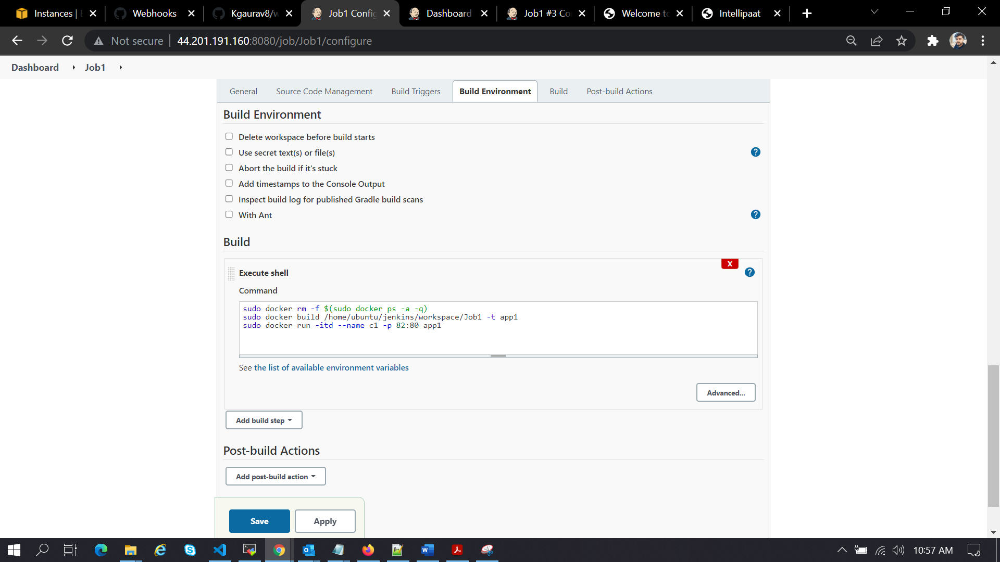 Instances | E
Webhooks
Kgaurav8/w
Job1 Config
Dashboard
Job1 #3 Co
Welcome to
Intellipaat
Not secure
44.201.191.160:8080/job/Job1/configure
Dashboard
Job1
General
Source Code Management
Build Triggers
Build Environment
Build
Post-build Actions
Build Environment
Delete workspace before build starts
Use secret text(s) or file(s)
Abort the build if it's stuck
Add timestamps to the Console Output
Inspect build log for published Gradle build scans
With Ant
Build
X
Execute shell
Command
sudo docker rm -f $(sudo docker ps -a -q)
sudo docker build /home/ubuntu/jenkins/workspace/Job1 -t app1
sudo docker run -itd --name c1 -p 82:80 app1
See the list of available environment variables
Advanced...
Add build step
Post-build Actions
Add post-build action
Save
Apply
10:57 AM